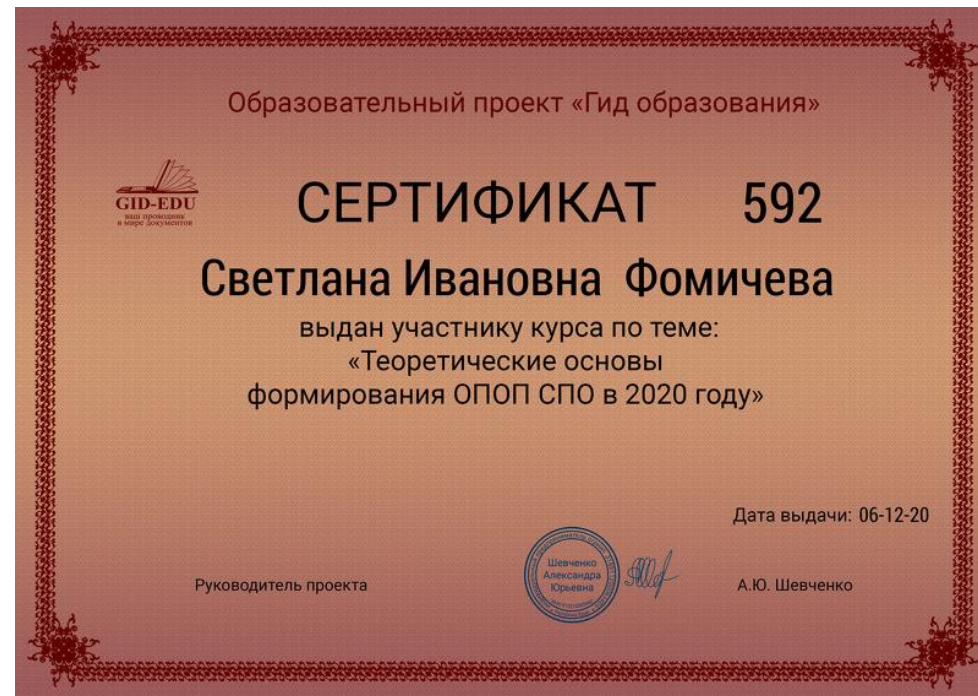 Образовательный проект «Гид образования»
GID-EDU
ваш проводник
в мире документов
СЕРТИФИКАТ 592
Светлана Ивановна Фомичева
выдан участнику курса по теме:
«Теоретические основы
формирования ОПОП СПО в 2020 году»
Дата выдачи: 06-12-20
Руководитель проекта
Шевченко
Александра
Юрьевна
А.Ю. Шевченко